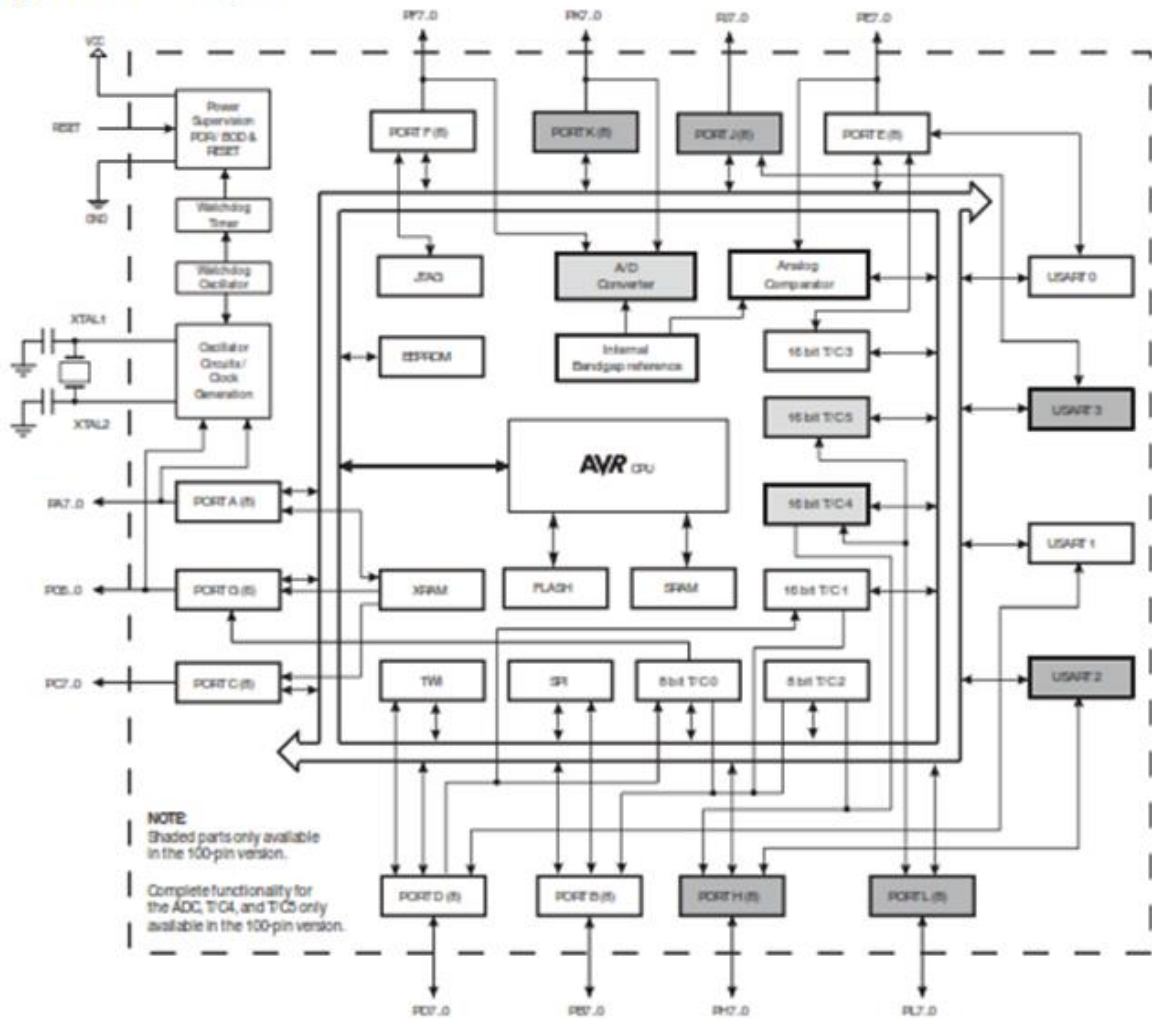 PF7..0
PK7..0
PJ7..0
PE7..0
VCC
RESET
GND
Power
Supervision
POR/ BOD &
RESET
PORT F (8)
PORT K (8)
PORT J (8)
PORT E (8)
Watchdog
Timer
Watchdog
Oscillator
JTAG
A/D
Converter
Analog
Comparator
USART 0
XTAL1
Oscillator
Circuits /
Clock
Generation
XTAL2
EEPROM
Internal
Bandgap reference
16 bit T/C 3
16 bit T/C 5
USART 3
AVR CPU
16 bit T/C 4
PA7..0
PORT A (8)
USART 1
PG5..0
PORT G (6)
XRAM
FLASH
SRAM
16 bit T/C 1
PC7..0
PORT C (8)
TWI
SPI
8 bit T/C 0
8 bit T/C 2
USART 2
NOTE:
Shaded parts only available
in the 100-pin version.
Complete functionality for
the ADC, T/C4, and T/C5 only
available in the 100-pin version.
PORT D (8)
PORT B (8)
PORT H (8)
PORT L (8)
PD7..0
PB7..0
PH7..0
PL7..0